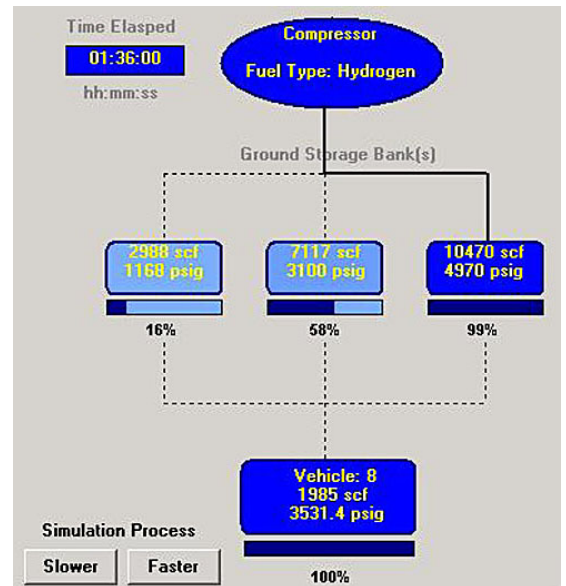 Time Elasped
01:36:00
hh:mm:ss
Compressor
Fuel Type: Hydrogen
Ground Storage Bank(s)
2988 scf
1168 psig
16%
7117 scf
3100 psig
58%
10470 scf
4970 psig
99%
Vehicle: 8
1985 scf
3531.4 psig
100%
Simulation Process
Slower
Faster